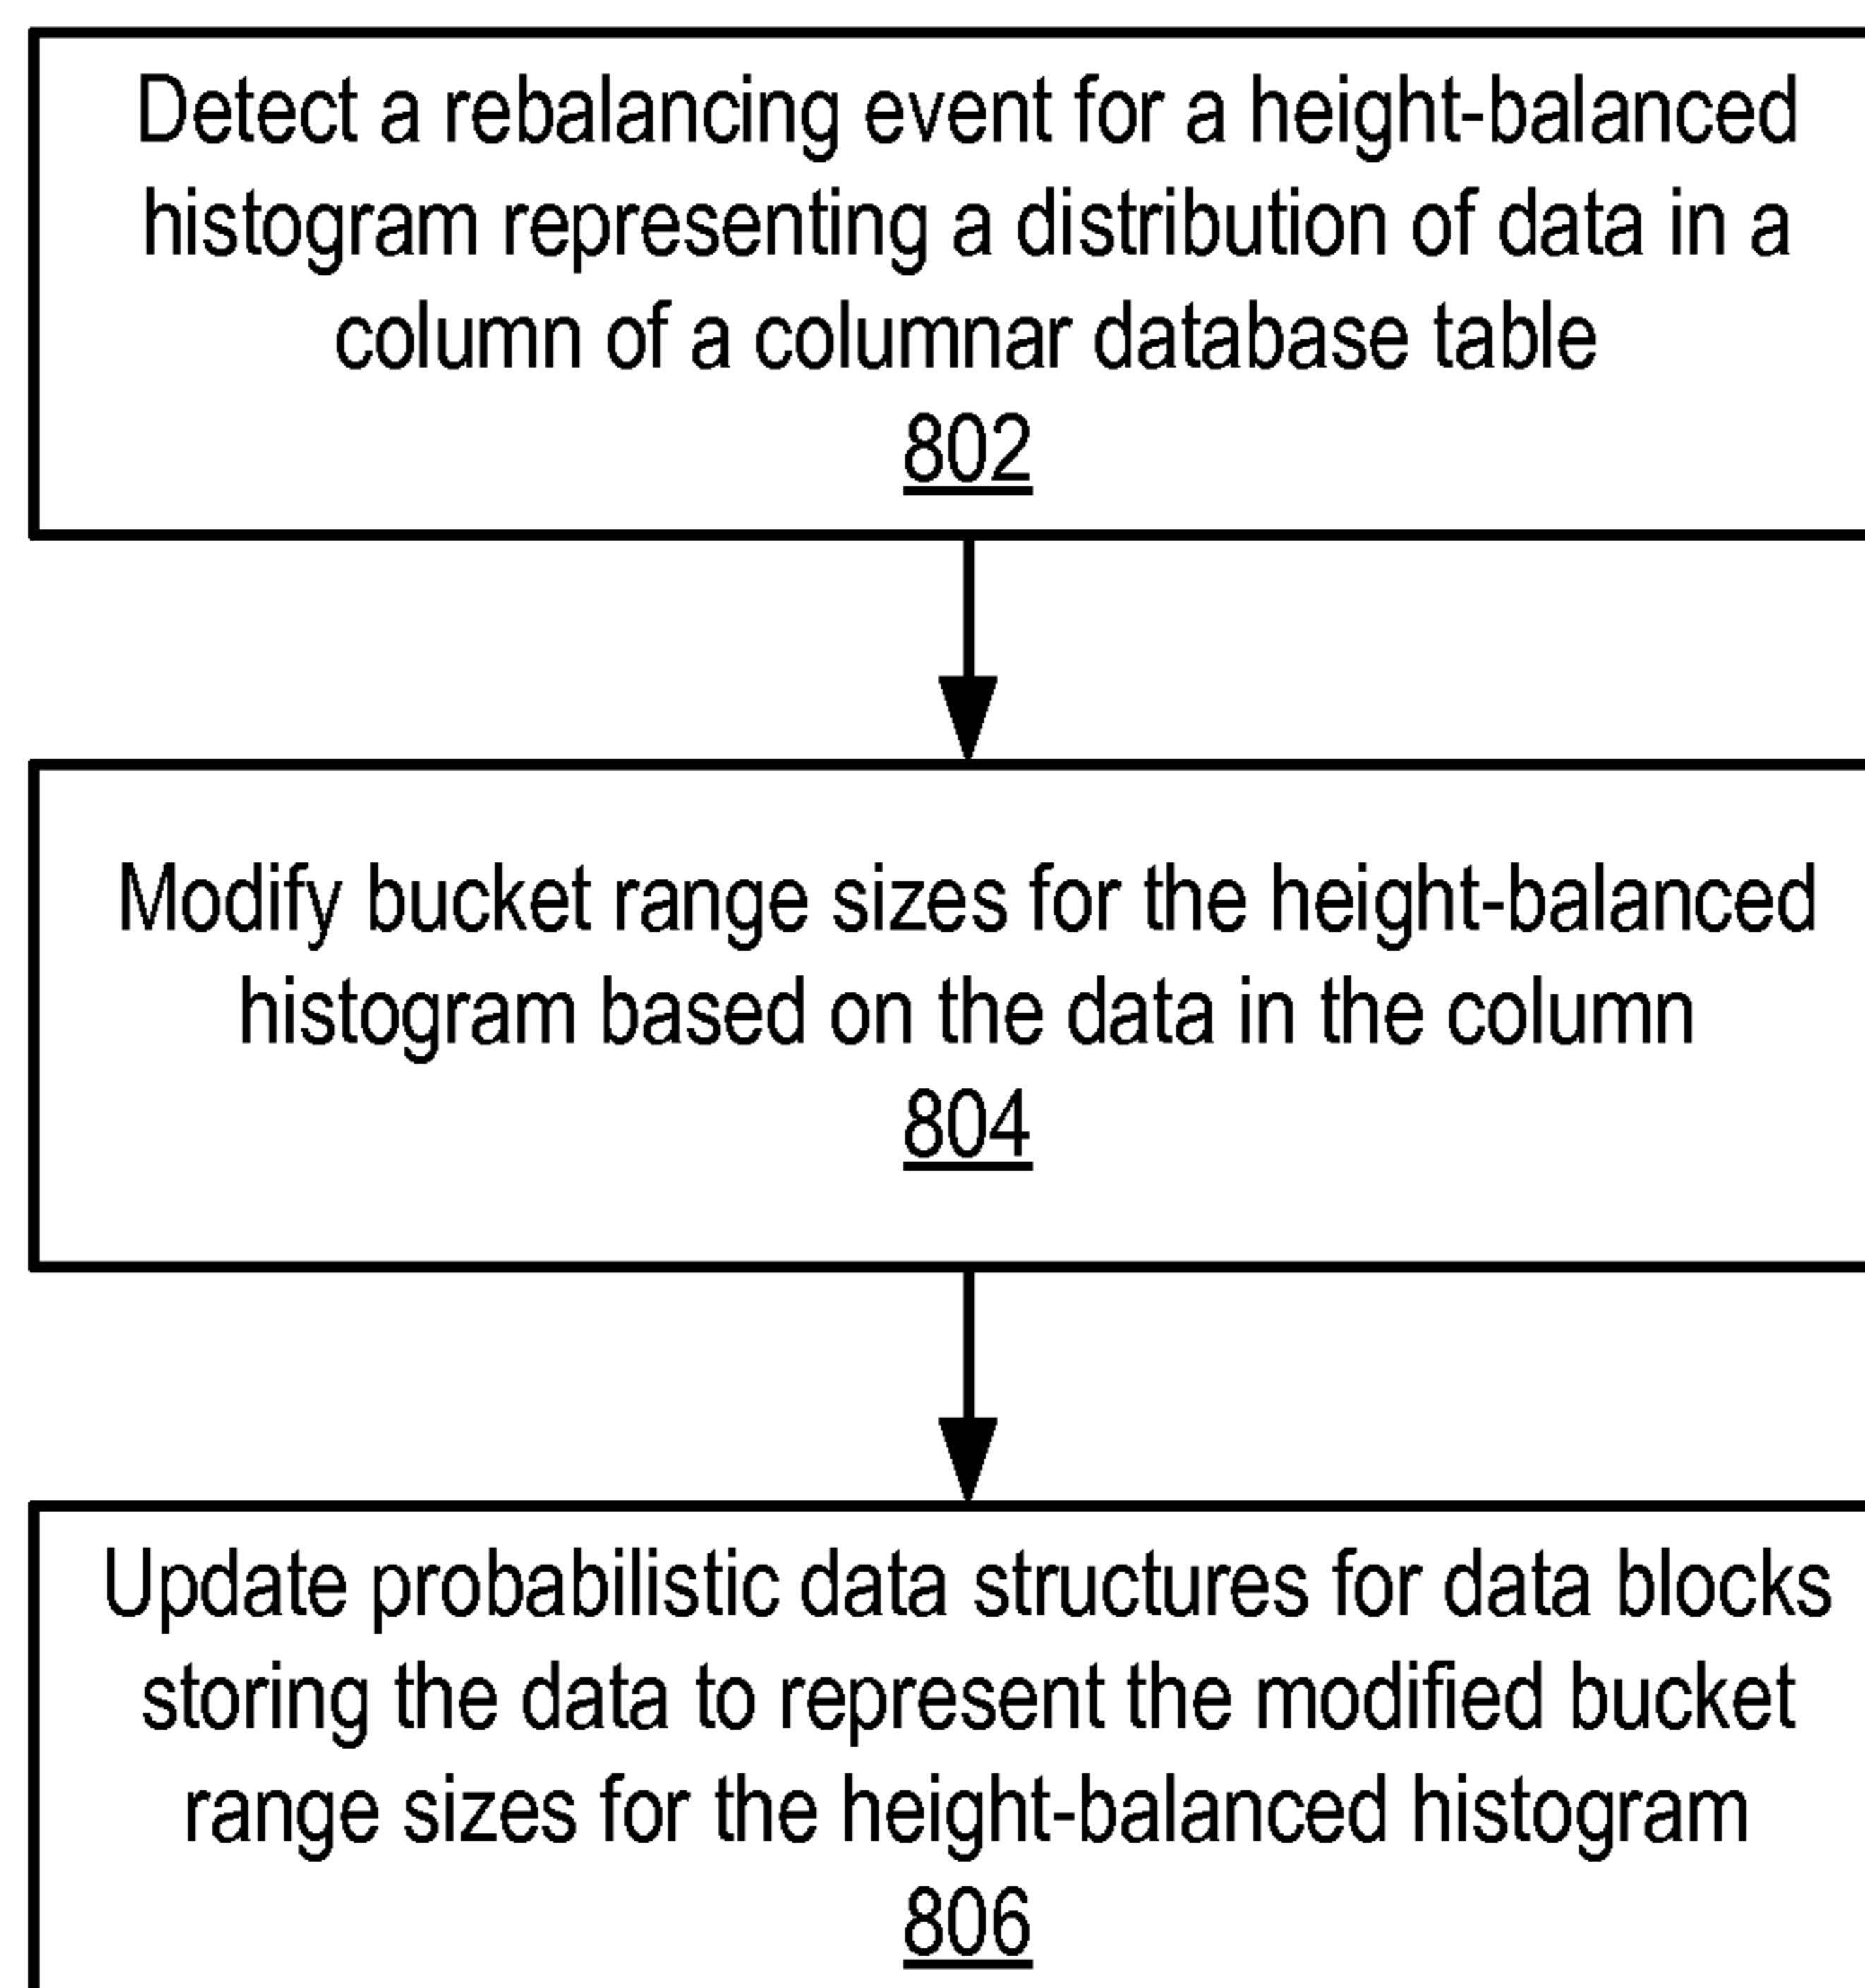 Detect a rebalancing event for a height-balanced
histogram representing a distribution of data in a
column of a columnar database table
802
Modify bucket range sizes for the height-balanced
histogram based on the data in the column
804
Update probabilistic data structures for data blocks
storing the data to represent the modified bucket
range sizes for the height-balanced histogram
806